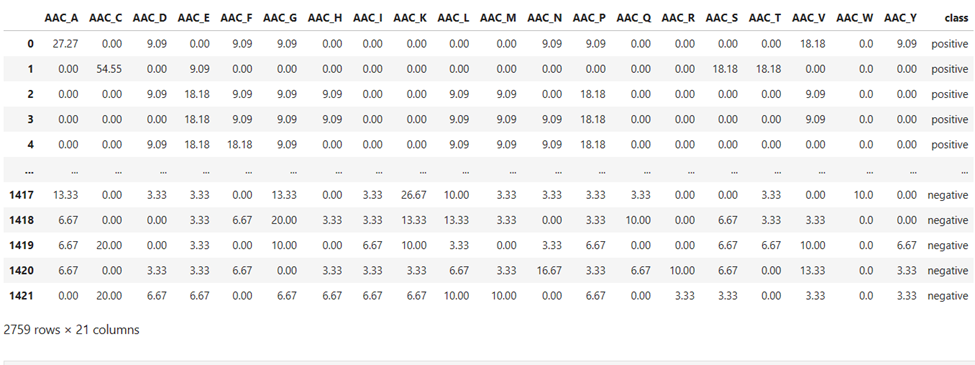 AAC_A AAC_C AAC_D AAC_E AAC_F AAC_G AAC_H AAC_I AAC_K AAC_L AAC_M AAC_N AAC_P AAC_Q AAC_R AAC_S AAC_T AAC_V AAC_W AAC_Y class
0 27.27 0.00 9.09 0.00 9.09 9.09 0.00 0.00 0.00 0.00 0.00 9.09 9.09 0.00 0.00 0.00 0.00 18.18 0.0 9.09 positive
1 0.00 54.55 0.00 9.09 0.00 0.00 0.00 0.00 0.00 0.00 0.00 0.00 0.00 0.00 0.00 18.18 18.18 0.00 0.0 0.00 positive
2 0.00 0.00 9.09 18.18 9.09 9.09 9.09 0.00 0.00 9.09 9.09 0.00 18.18 0.00 0.00 0.00 0.00 9.09 0.0 0.00 positive
3 0.00 0.00 0.00 18.18 9.09 9.09 9.09 0.00 0.00 9.09 9.09 9.09 18.18 0.00 0.00 0.00 0.00 9.09 0.0 0.00 positive
4 0.00 0.00 9.09 18.18 18.18 9.09 0.00 0.00 0.00 9.09 9.09 9.09 18.18 0.00 0.00 0.00 0.00 0.00 0.0 0.00 positive
... ... ... ... ... ... ... ... ... ... ... ... ... ... ... ... ... ... ... ... ... ...
1417 13.33 0.00 3.33 3.33 0.00 13.33 0.00 3.33 26.67 10.00 3.33 3.33 3.33 3.33 0.00 0.00 3.33 0.00 10.0 0.00 negative
1418 6.67 0.00 0.00 3.33 6.67 20.00 3.33 3.33 13.33 13.33 3.33 0.00 3.33 10.00 0.00 6.67 3.33 3.33 0.0 0.00 negative
1419 6.67 20.00 0.00 3.33 0.00 10.00 0.00 6.67 10.00 3.33 0.00 3.33 6.67 0.00 0.00 6.67 6.67 10.00 0.0 6.67 negative
1420 6.67 0.00 3.33 3.33 6.67 0.00 3.33 3.33 3.33 6.67 3.33 16.67 3.33 6.67 10.00 6.67 0.00 13.33 0.0 3.33 negative
1421 0.00 20.00 6.67 6.67 0.00 6.67 6.67 6.67 6.67 10.00 10.00 0.00 6.67 0.00 3.33 3.33 0.00 3.33 0.0 3.33 negative
2759 rows × 21 columns